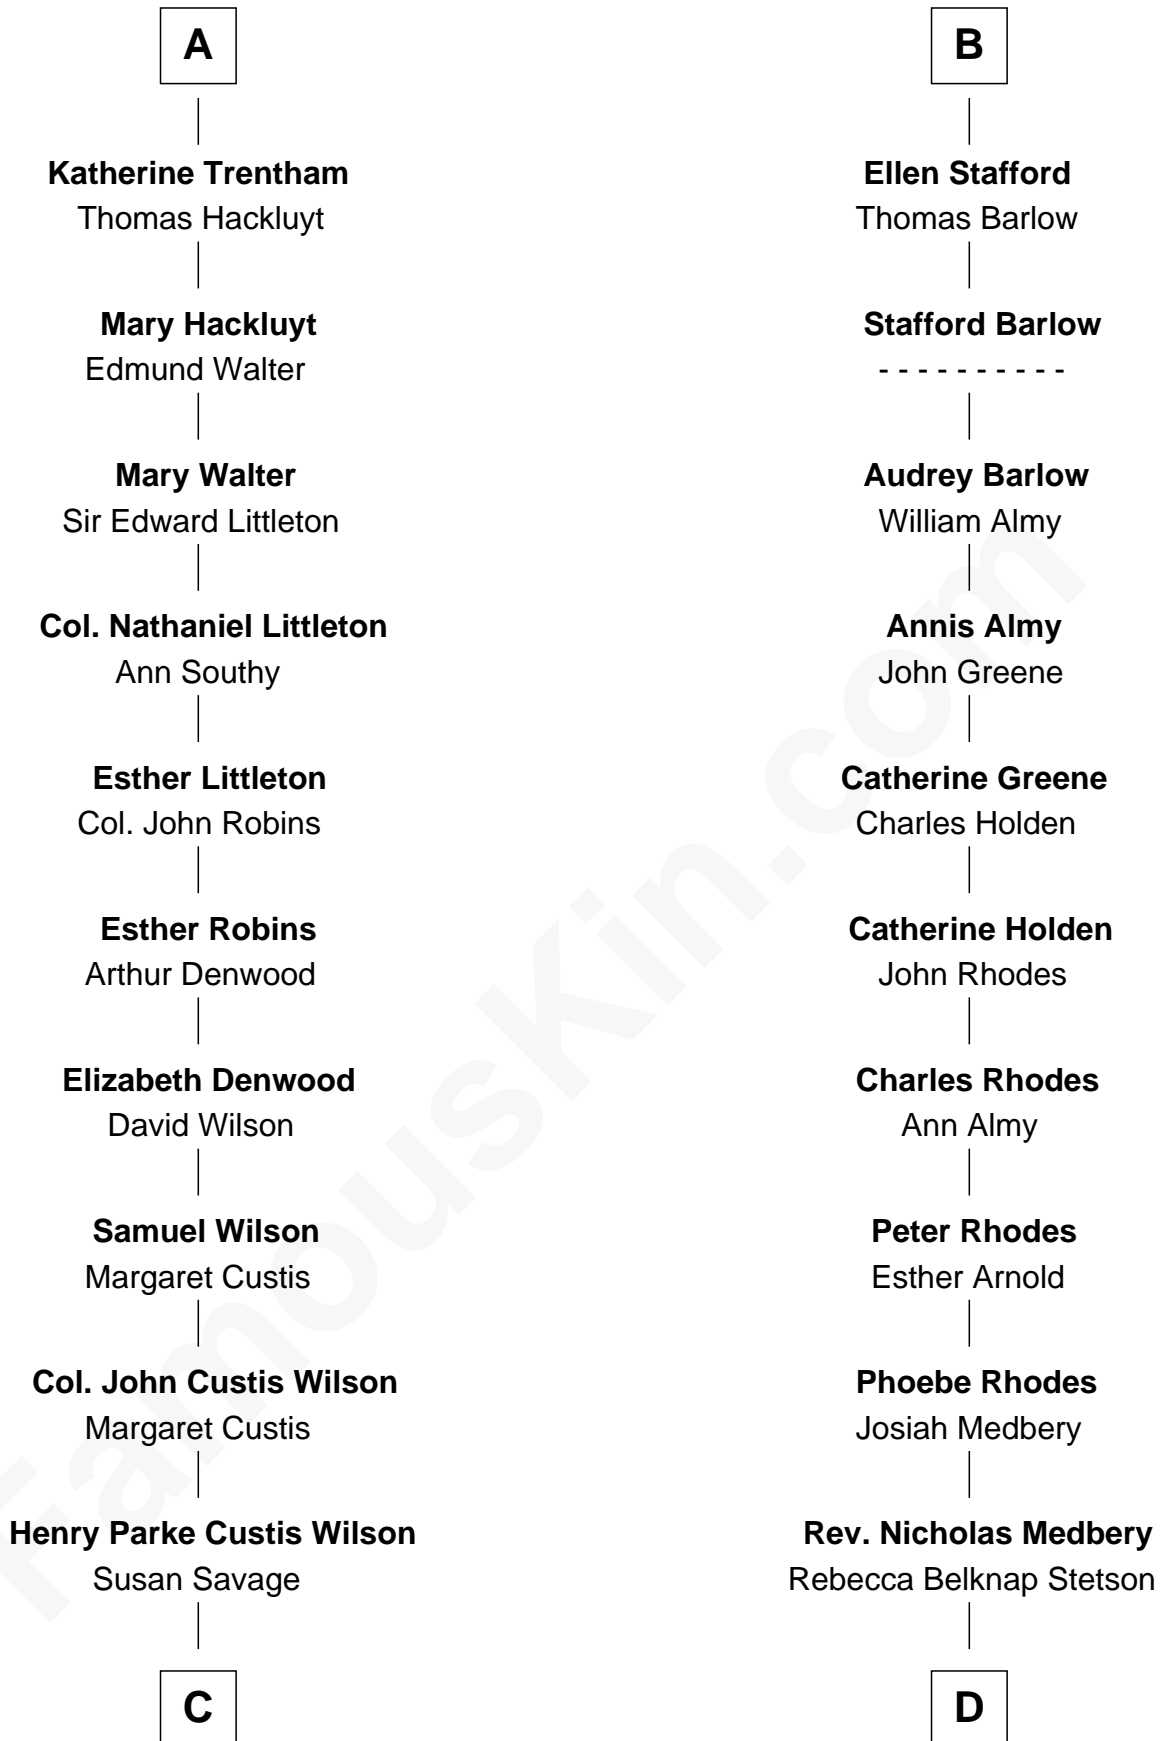 A
Katherine Trentham
Thomas Hackluyt
Mary Hackluyt
Edmund Walter
Mary Walter
Sir Edward Littleton
Col. Nathaniel Littleton
Ann Southy
Esther Littleton
Col. John Robins
Esther Robins
Arthur Denwood
Elizabeth Denwood
David Wilson
Samuel Wilson
Margaret Custis
Col. John Custis Wilson
Margaret Custis
Henry Parke Custis Wilson
Susan Savage
C
B
Ellen Stafford
Thomas Barlow
Stafford Barlow
- - - - - - - - - -
Audrey Barlow
William Almy
Annis Almy
John Greene
Catherine Greene
Charles Holden
Catherine Holden
John Rhodes
Charles Rhodes
Ann Almy
Peter Rhodes
Esther Arnold
Phoebe Rhodes
Josiah Medbery
Rev. Nicholas Medbery
Rebecca Belknap Stetson
D
FamousKin.com